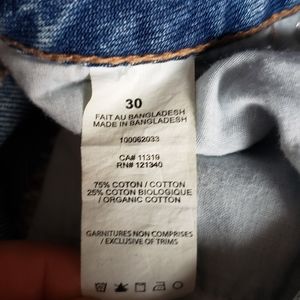 30
FAIT AU BANGLADESH
MADE IN BANGLADESH
100062033
CA# 11319
RN# 121340
75% COTON / COTTON
25% COTON BIOLOGIQUE
/ ORGANIC COTTON
GARNITURES NON COMPRISES
/ EXCLUSIVE OF TRIMS